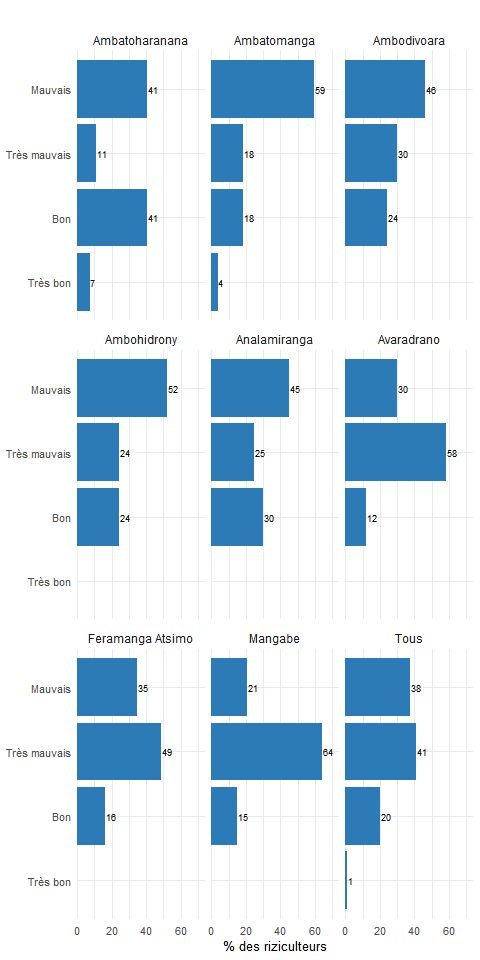 Ambatoharanana Ambatomanga Ambodivoara
Mauvais 41 59 46
Très mauvais 11 18 30
Bon 41 18 24
Très bon 7 4
Ambohidrony Analamiranga Avaradrano
Mauvais 52 45 30
Très mauvais 24 25 58
Bon 24 30 12
Très bon
Feramanga Atsimo Mangabe Tous
Mauvais 35 21 38
Très mauvais 49 64 41
Bon 16 15 20
Très bon 1
0 20 40 60 0 20 40 60 0 20 40 60
% des riziculteurs